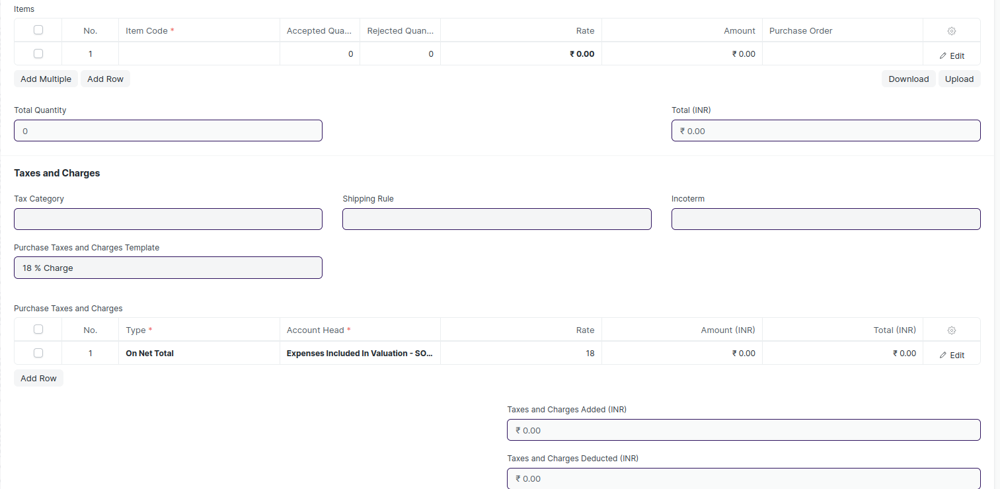 Items
No. Item Code * Accepted Qua... Rejected Quan... Rate Amount Purchase Order
1 0 0 ₹ 0.00 ₹ 0.00 Edit
Add Multiple Add Row Download Upload
Total Quantity Total (INR)
0 ₹ 0.00
Taxes and Charges
Tax Category Shipping Rule Incoterm
Purchase Taxes and Charges Template
18 % Charge
Purchase Taxes and Charges
No. Type * Account Head * Rate Amount (INR) Total (INR)
1 On Net Total Expenses Included In Valuation - SO... 18 ₹ 0.00 ₹ 0.00 Edit
Add Row
Taxes and Charges Added (INR)
₹ 0.00
Taxes and Charges Deducted (INR)
₹ 0.00